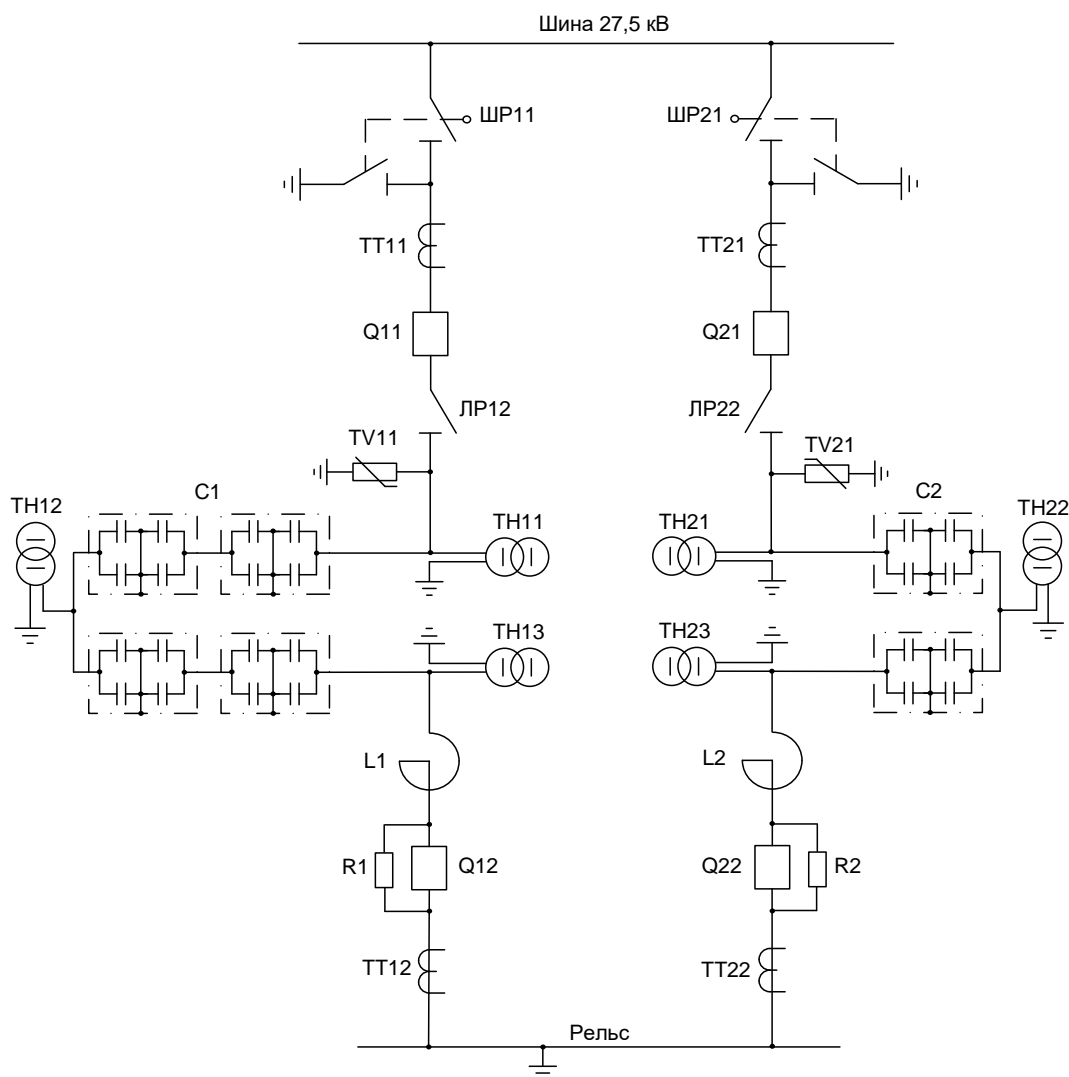 Шина 27,5 кВ
ШР11
ШР21
ТТ11
ТТ21
Q11
Q21
ЛР12
ЛР22
TV11
TV21
ТН12
С1
ТН11
ТН21
С2
ТН22
ТН13
ТН23
L1
L2
R1
Q12
Q22
R2
ТТ12
ТТ22
Рельс